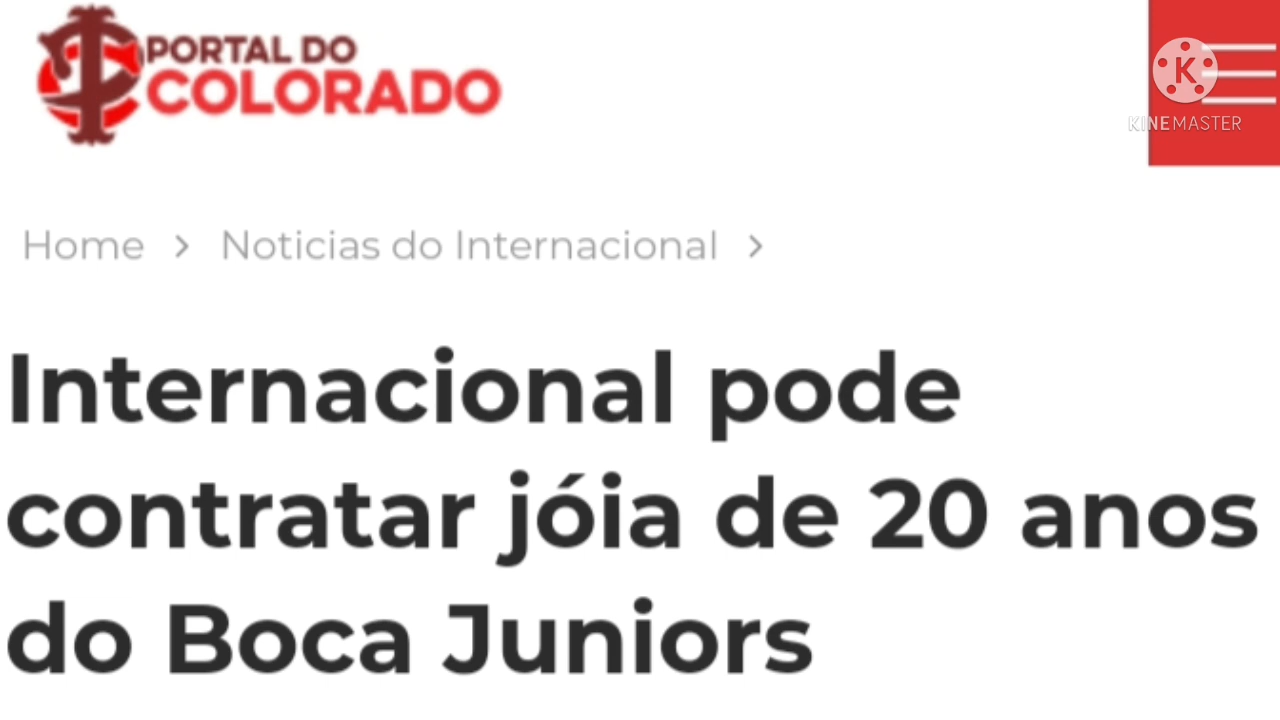 PORTAL DO
COLORADO
K
KINEMASTER
Home > Noticias do Internacional >
Internacional pode
contratar jóia de 20 anos
do Boca Juniors